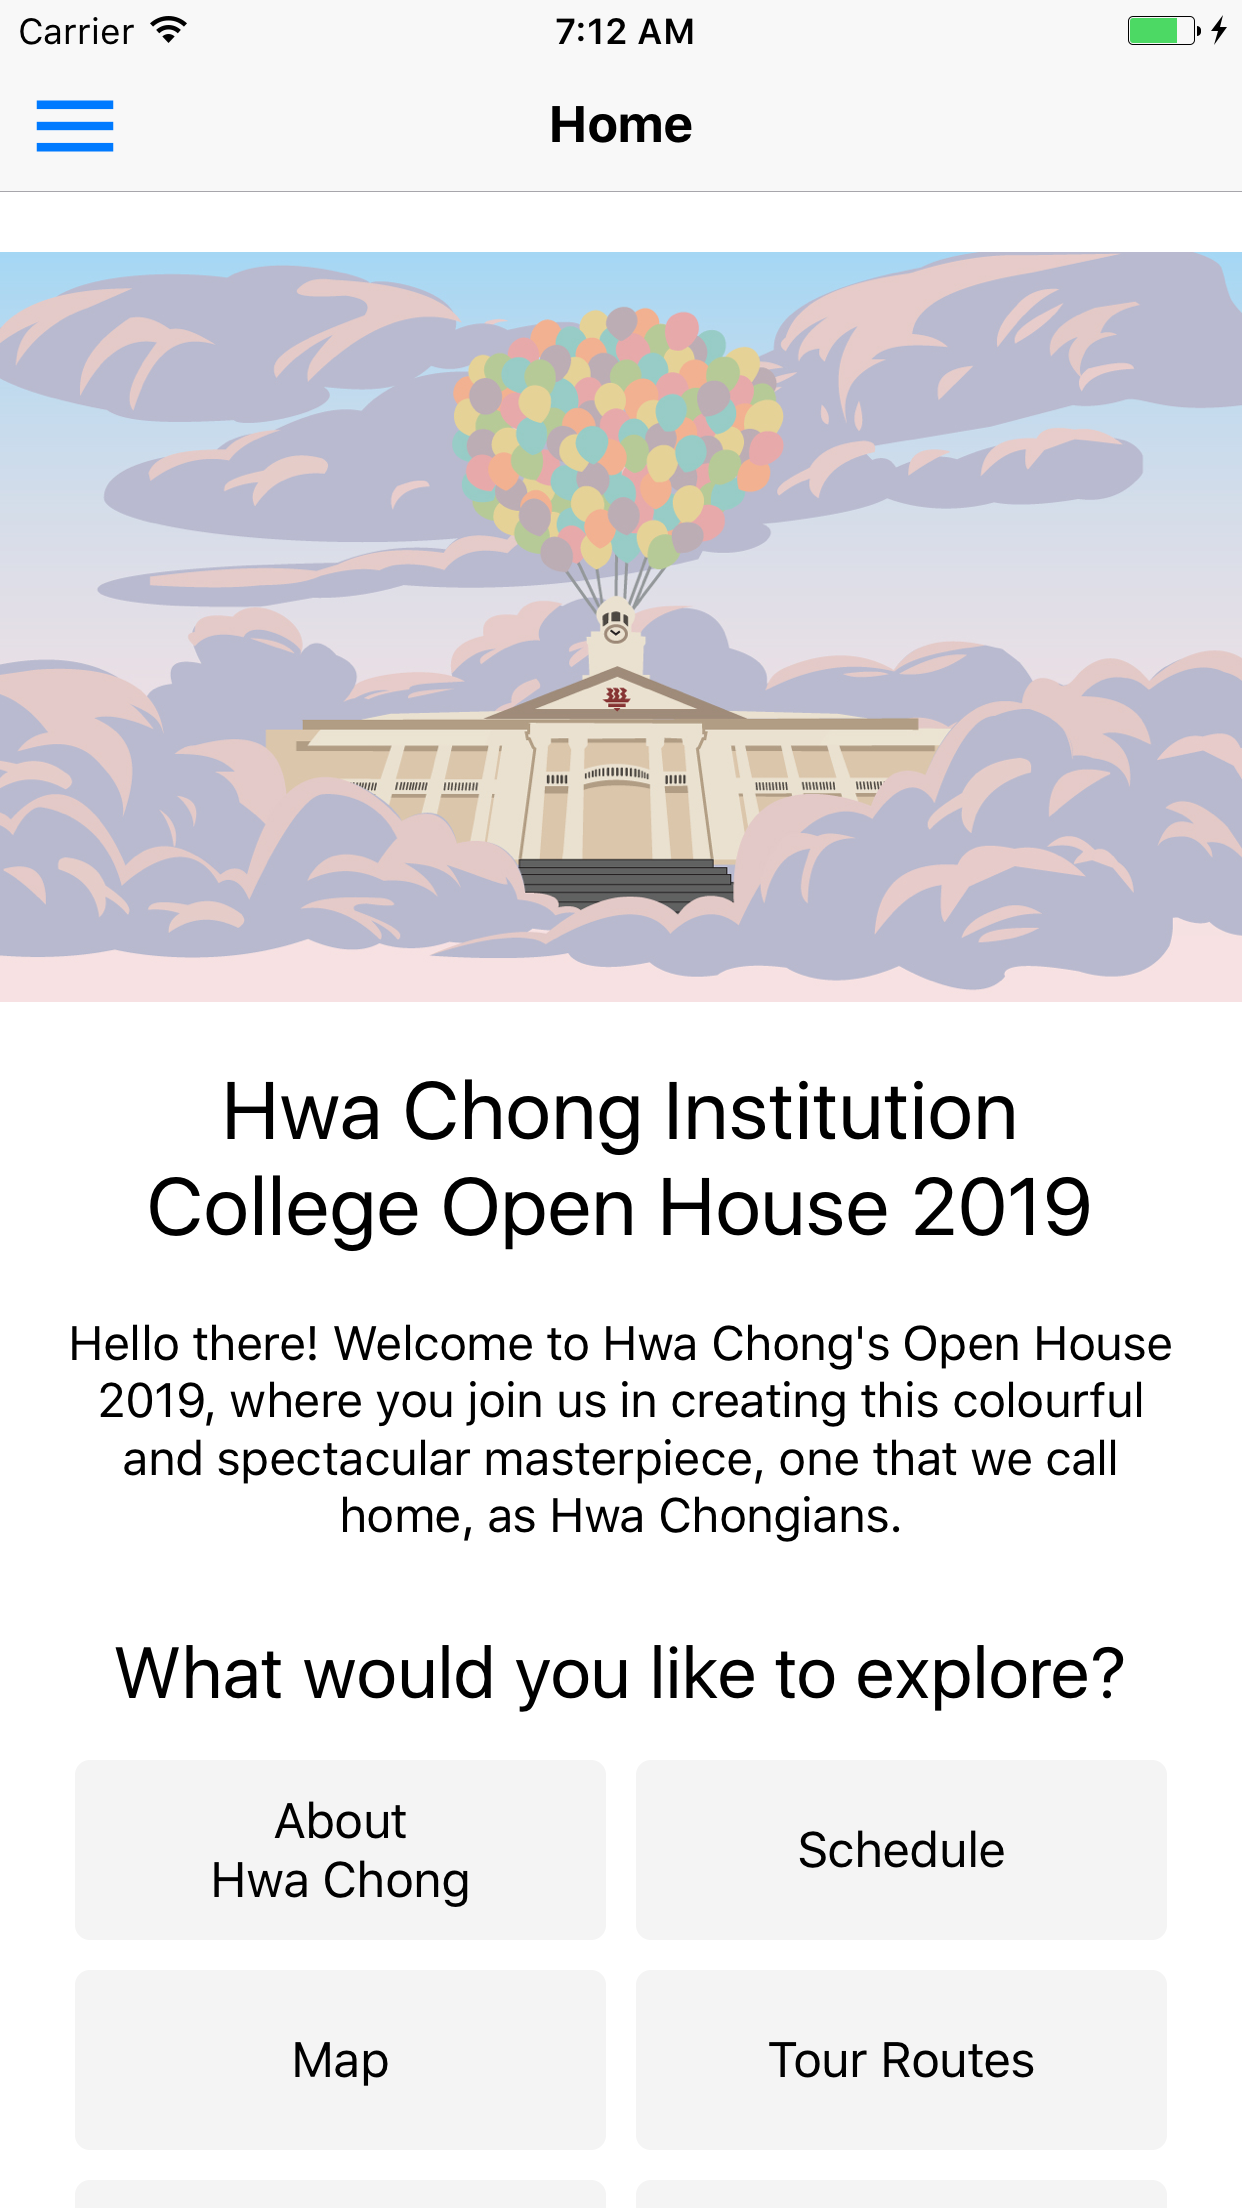 Carrier 7:12 AM
Home
Hwa Chong Institution
College Open House 2019
Hello there! Welcome to Hwa Chong's Open House
2019, where you join us in creating this colourful
and spectacular masterpiece, one that we call
home, as Hwa Chongians.
What would you like to explore?
About
Hwa Chong
Schedule
Map
Tour Routes